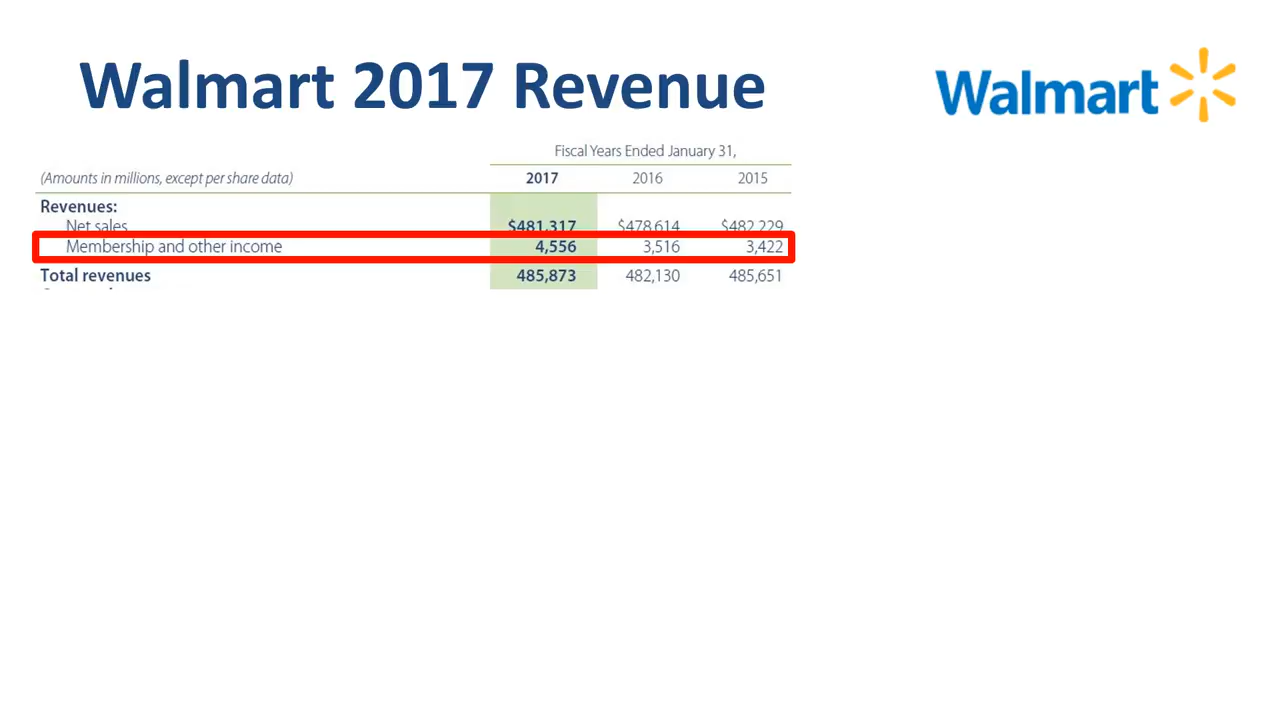 Walmart 2017 Revenue
Walmart
Fiscal Years Ended January 31,
(Amounts in millions, except per share data) 2017 2016 2015
Revenues:
Net sales $481,317 $478,614 $482,229
Membership and other income 4,556 3,516 3,422
Total revenues 485,873 482,130 485,651